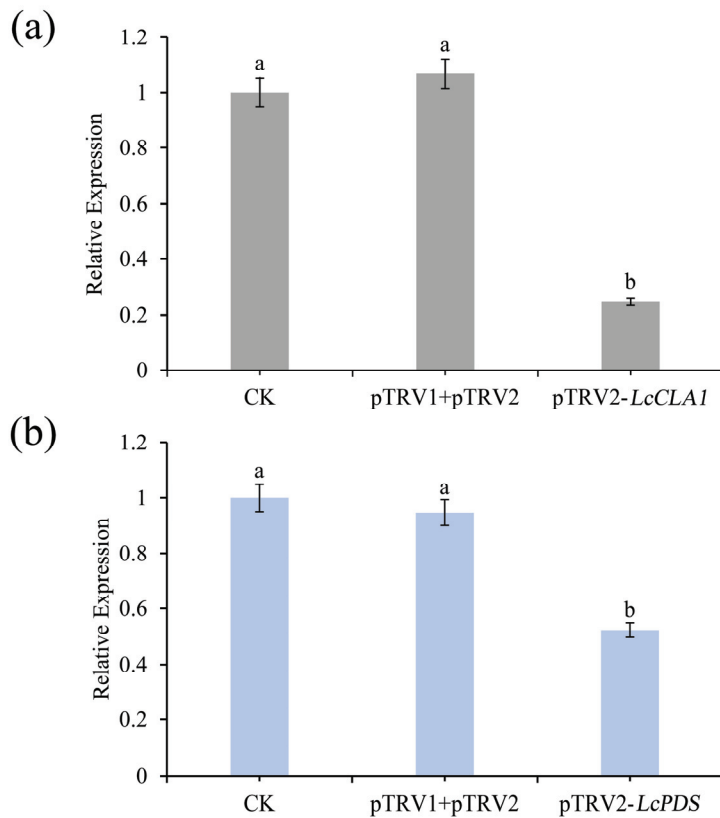 (a)
Relative Expression
1.2
1
0.8
0.6
0.4
0.2
0
a
a
b
CK
pTRV1+pTRV2
pTRV2-LcCLA1
(b)
Relative Expression
1.2
1
0.8
0.6
0.4
0.2
0
a
a
b
CK
pTRV1+pTRV2
pTRV2-LcPDS